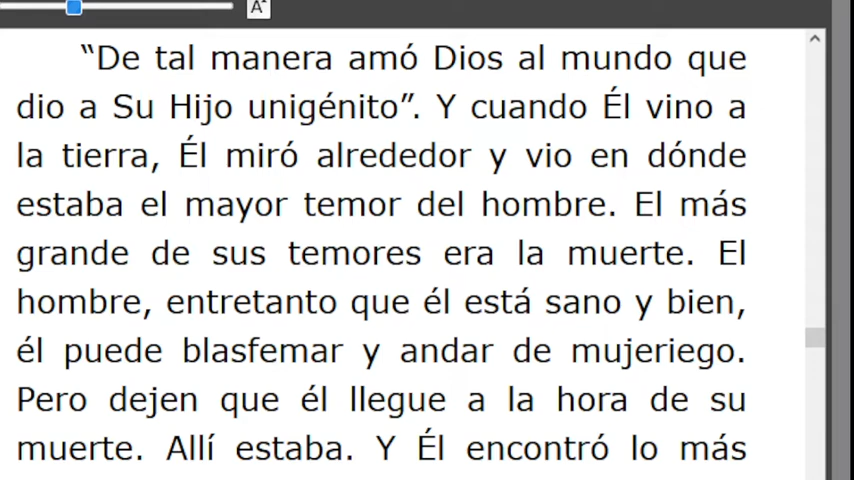 A
“De tal manera amó Dios al mundo que
dio a Su Hijo unigénito”. Y cuando Él vino a
la tierra, Él miró alrededor y vio en dónde
estaba el mayor temor del hombre. El más
grande de sus temores era la muerte. El
hombre, entretanto que él está sano y bien,
él puede blasfemar y andar de mujeriego.
Pero dejen que él llegue a la hora de su
muerte. Allí estaba. Y Él encontró lo más